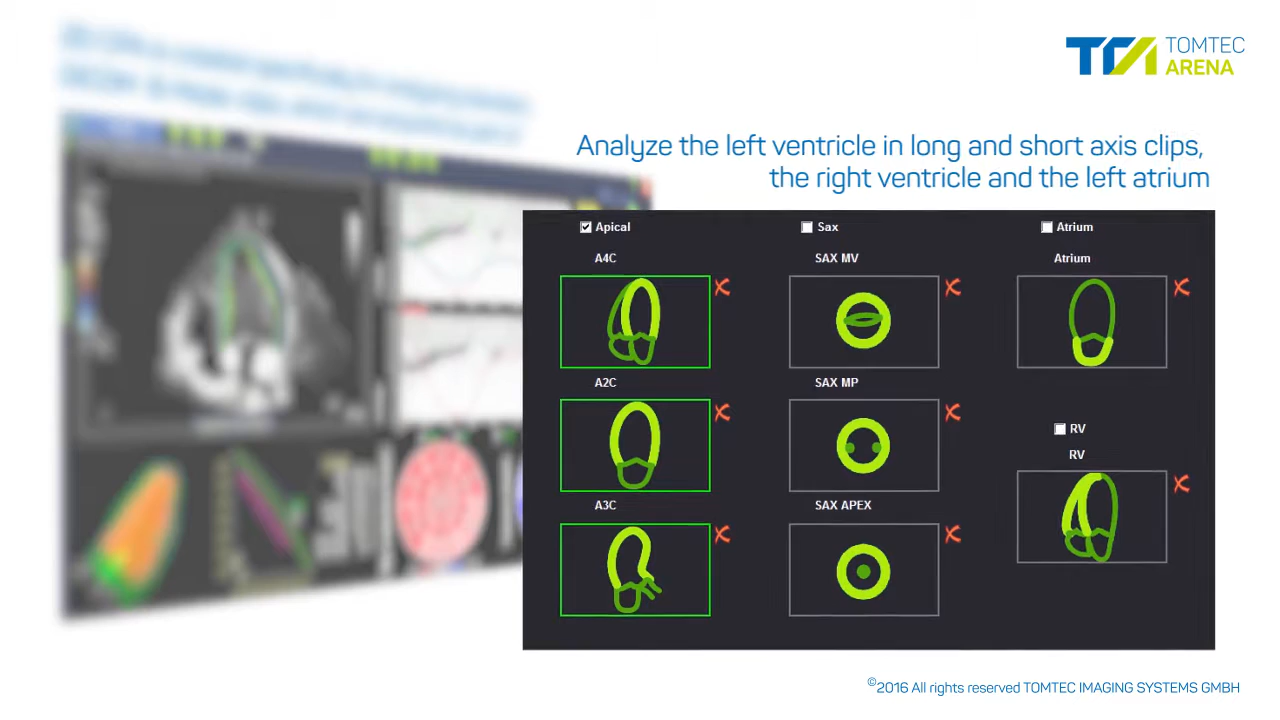 TOMTEC
ARENA
Analyze the left ventricle in long and short axis clips,
the right ventricle and the left atrium
Apical
Sax
Atrium
A4C
SAX MV
Atrium
A2C
SAX MP
RV
RV
A3C
SAX APEX
©2016 All rights reserved TOMTEC IMAGING SYSTEMS GMBH